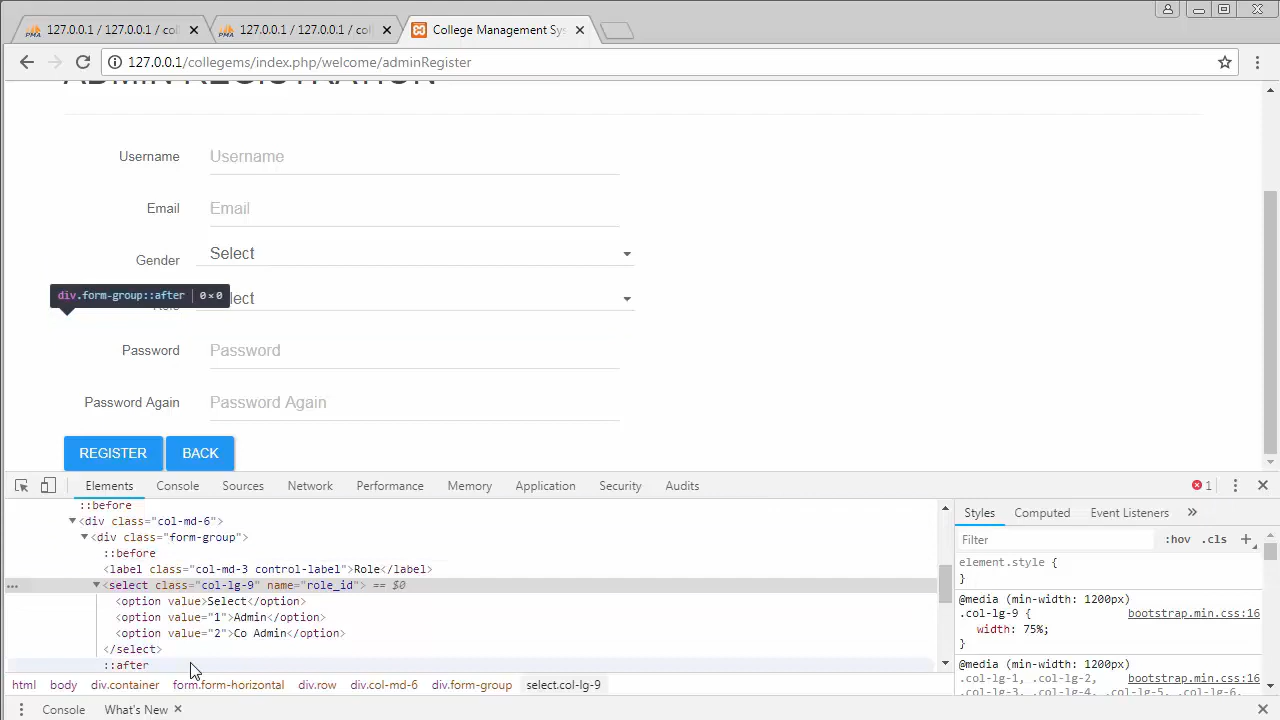 127.0.0.1 / 127.0.0.1 / col
127.0.0.1 / 127.0.0.1 / col
College Management Sys
127.0.0.1/collegems/index.php/welcome/adminRegister
ADMIN REGISTRATION
Username
Username
Email
Email
Gender
Select
div.form-group::after | 0×0
Password
Password
Password Again
Password Again
REGISTER
BACK
Elements
Console
Sources
Network
Performance
Memory
Application
Security
Audits
1
::before
<div class="col-md-6">
<div class="form-group">
::before
<label class="col-md-3 control-label">Role</label>
<select class="col-lg-9" name="role_id"> == $0
<option value>Select</option>
<option value="1">Admin</option>
<option value="2">Co Admin</option>
</select>
::after
html
body
div.container
form.form-horizontal
div.row
div.col-md-6
div.form-group
select.col-lg-9
Styles
Computed
Event Listeners
Filter
:hov
.cls
element.style {
}
@media (min-width: 1200px)
.col-lg-9 {
bootstrap.min.css:16
width: 75%;
}
@media (min-width: 1200px)
.col-lg-1, .col-lg-2,
bootstrap.min.css:16
.col-lg-3, .col-lg-4, .col-lg-5, .col-lg-6,
Console
What's New